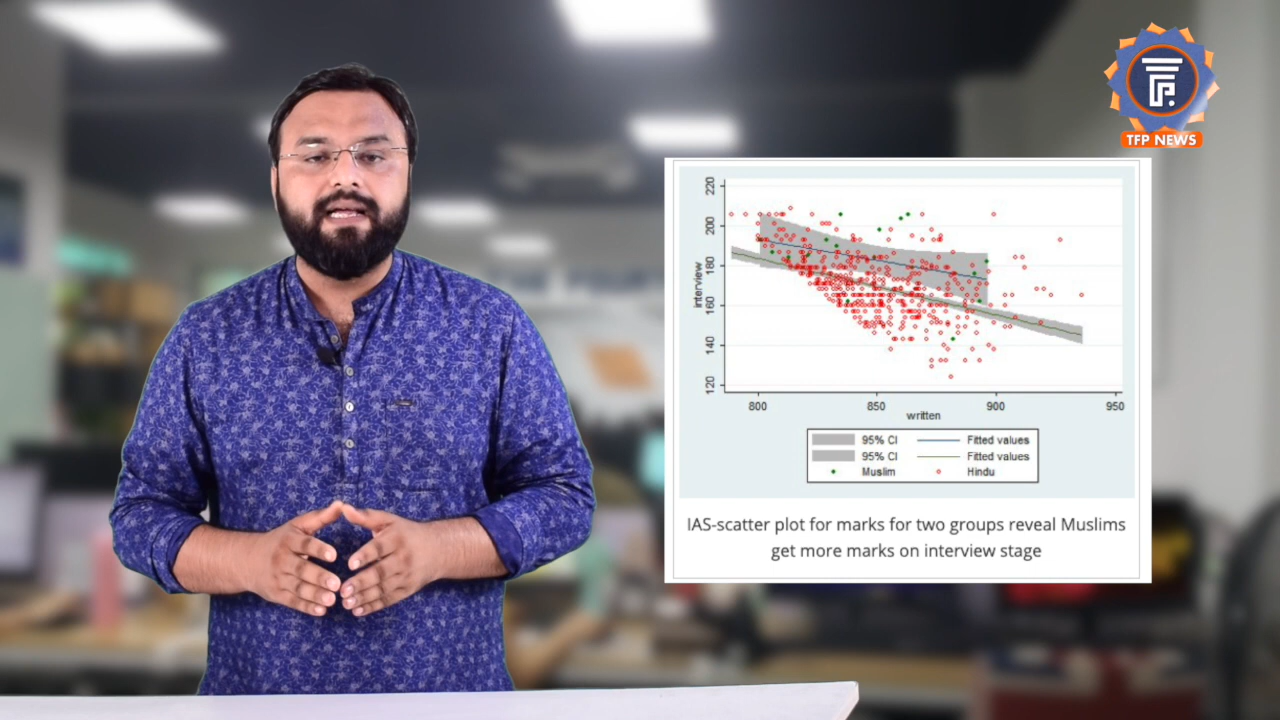 TFP NEWS
220
200
180
160
140
120
interview
800 850 900 950
written
95% CI Fitted values
95% CI Fitted values
Muslim Hindu
IAS-scatter plot for marks for two groups reveal Muslims
get more marks on interview stage